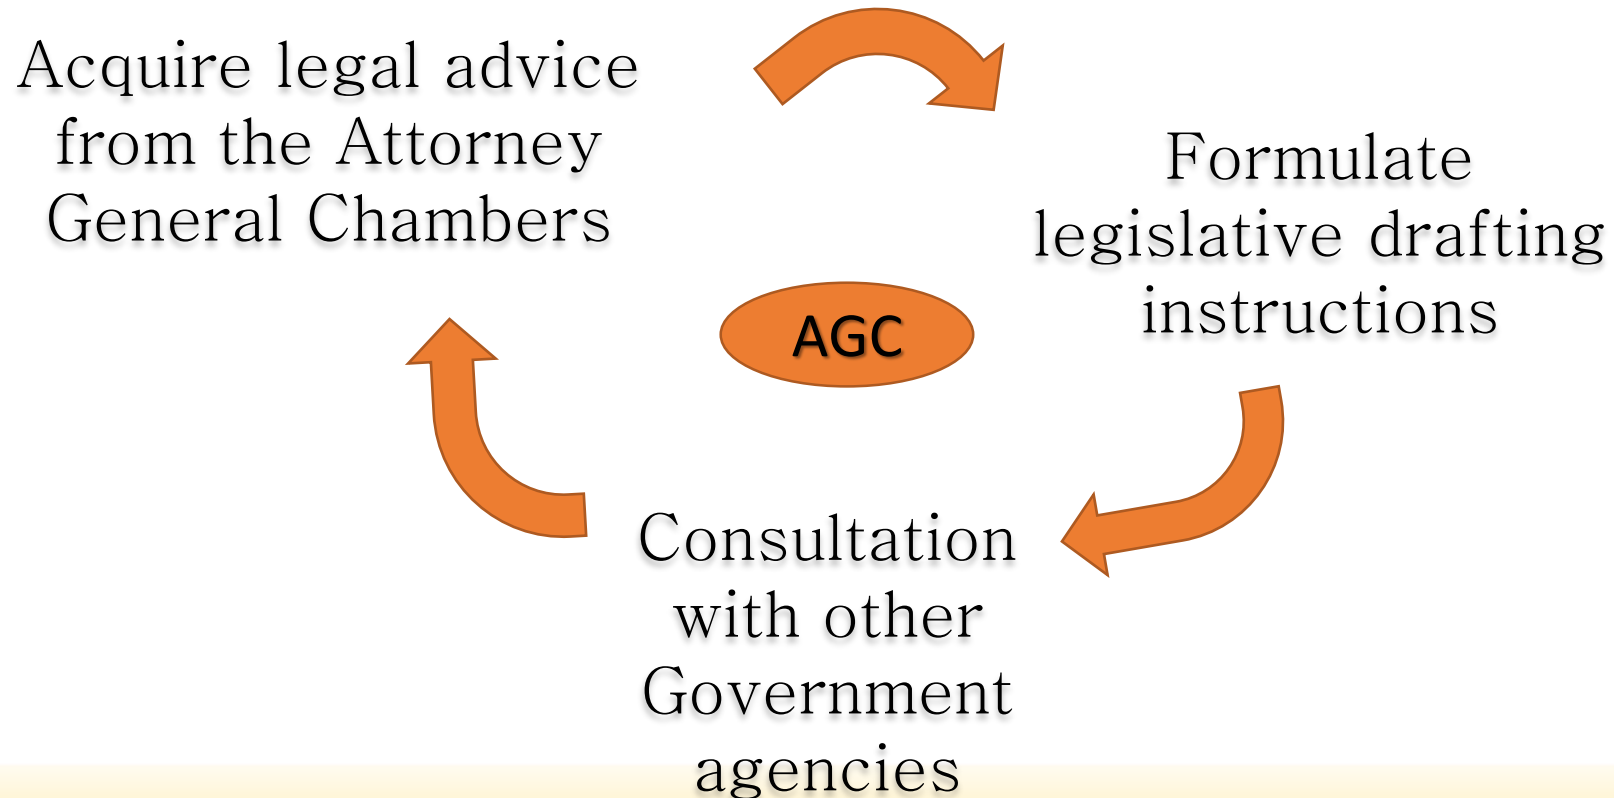 Acquire legal advice
from the Attorney
General Chambers
Formulate
legislative drafting
instructions
AGC
Consultation
with other
Government
agencies